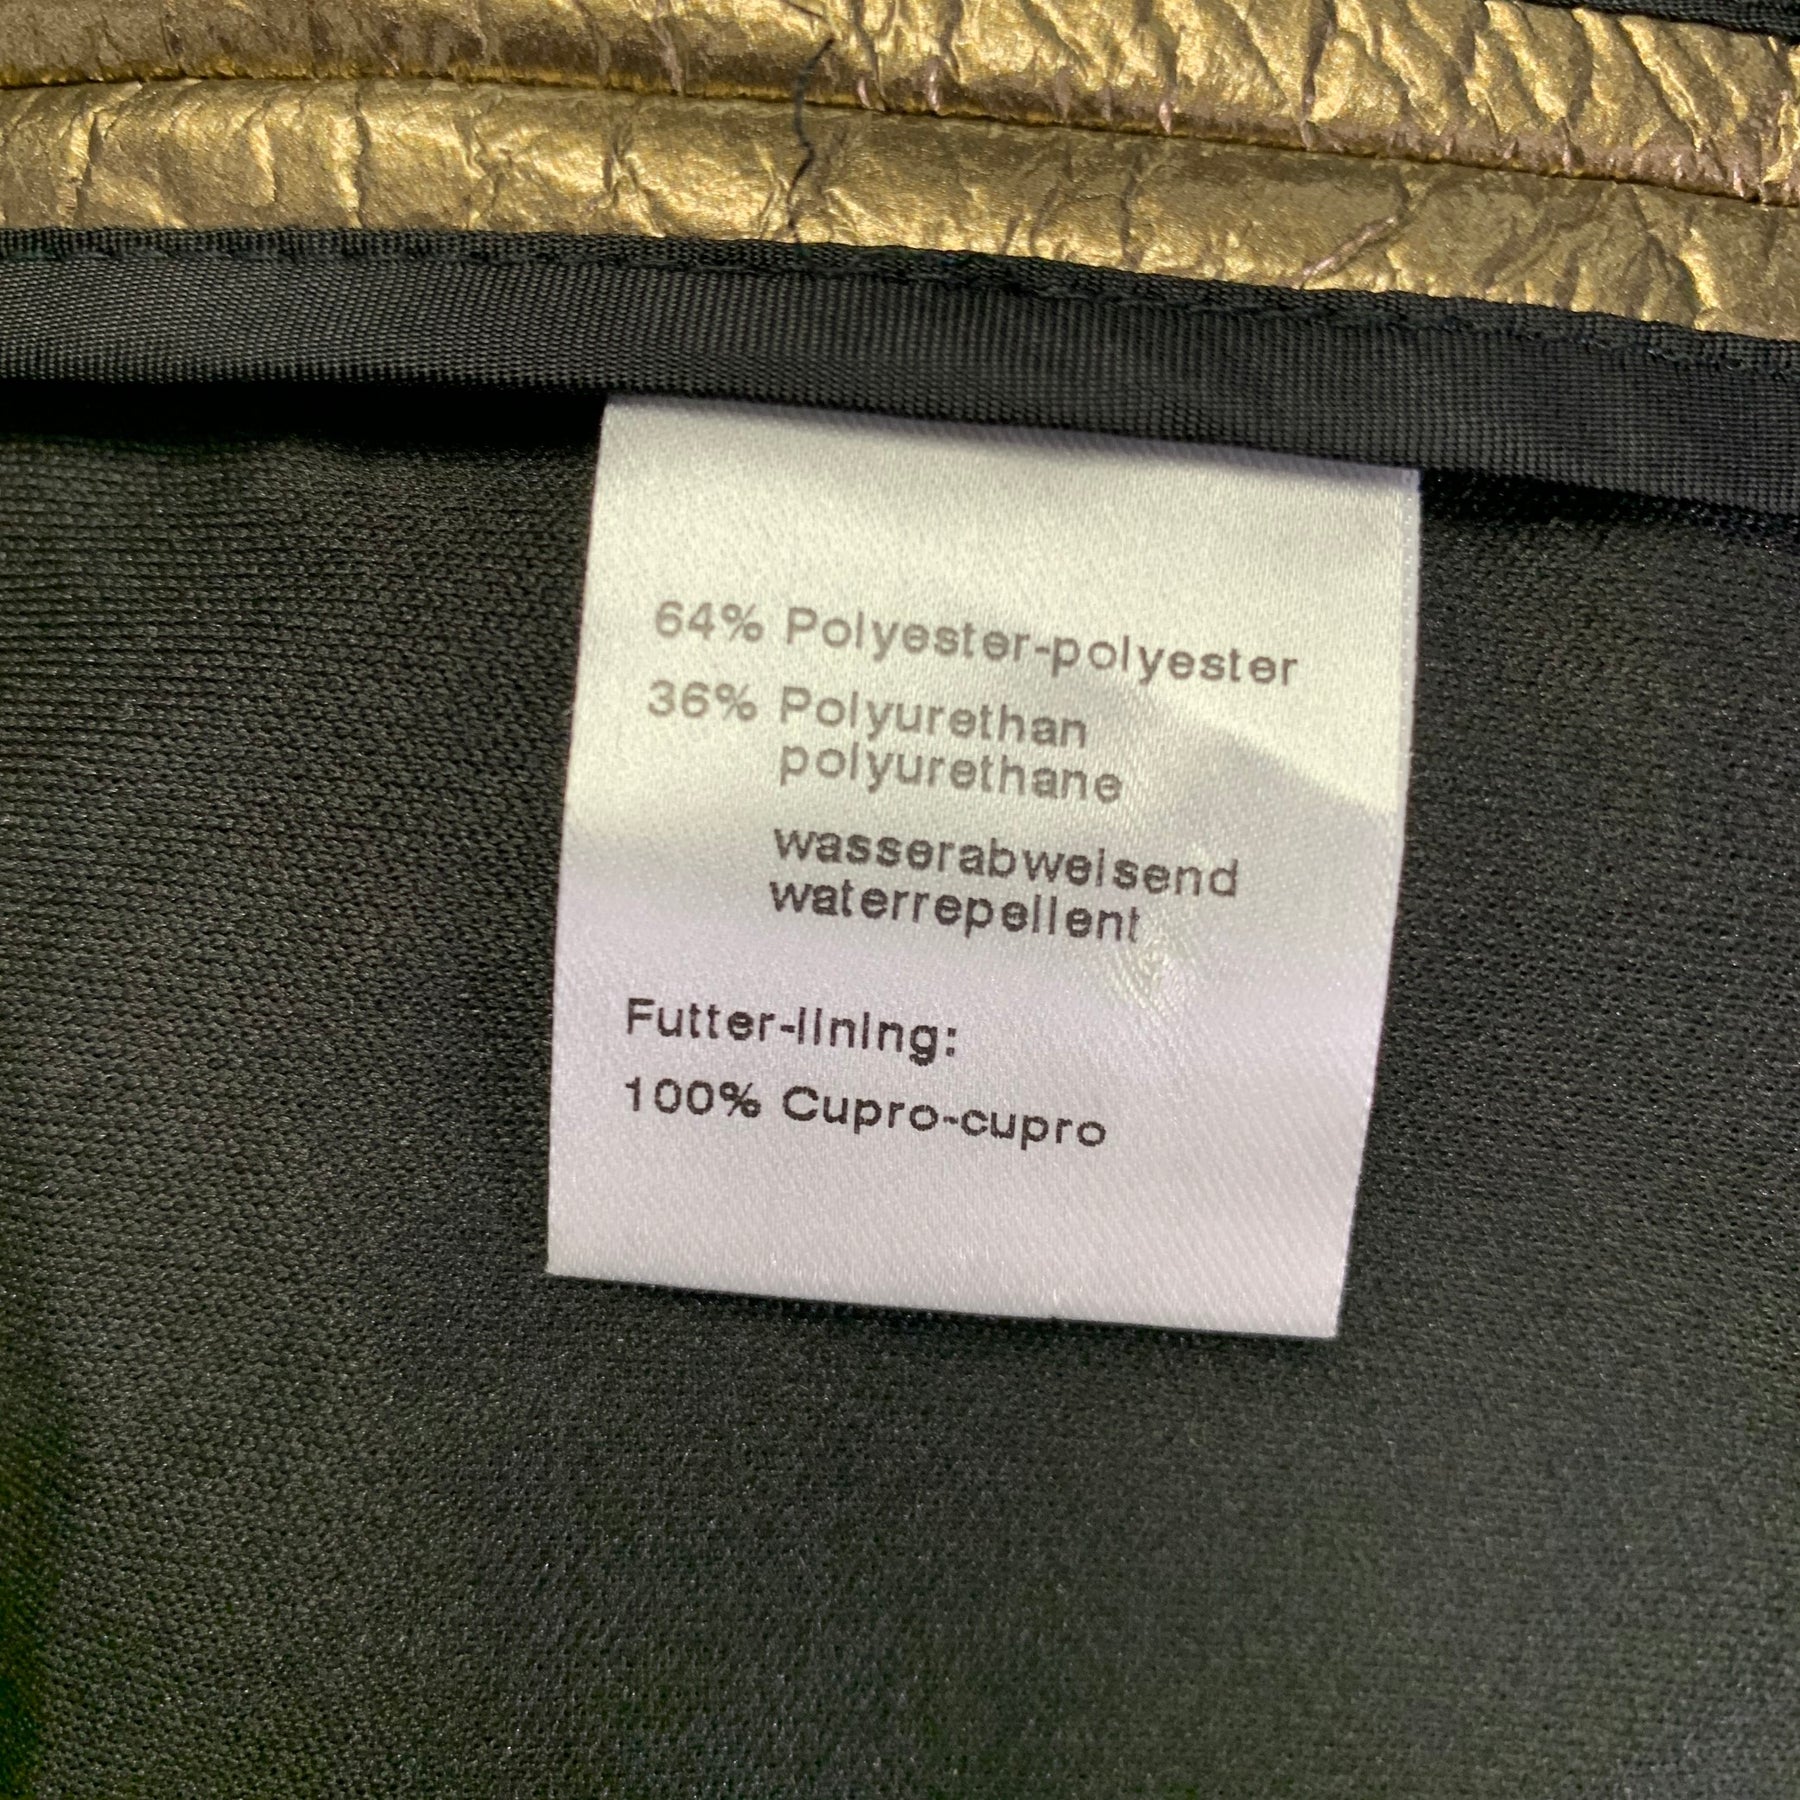 64% Polyester-polyester
36% Polyurethan
polyurethane
wasserabweisend
waterrepellent
Futter-lining:
100% Cupro-cupro